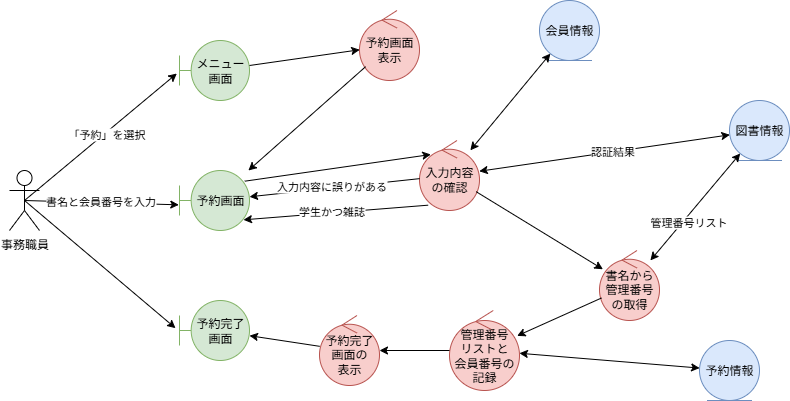 会員情報
予約画面
表示
メニュー
画面
図書情報
「予約」を選択
認証結果
入力内容
の確認
入力内容に誤りがある
書名と会員番号を入力
予約画面
学生かつ雑誌
管理番号リスト
事務職員
書名から
管理番号
の取得
予約完了
画面
管理番号
リストと
会員番号の
記録
予約完了
画面の
表示
予約情報